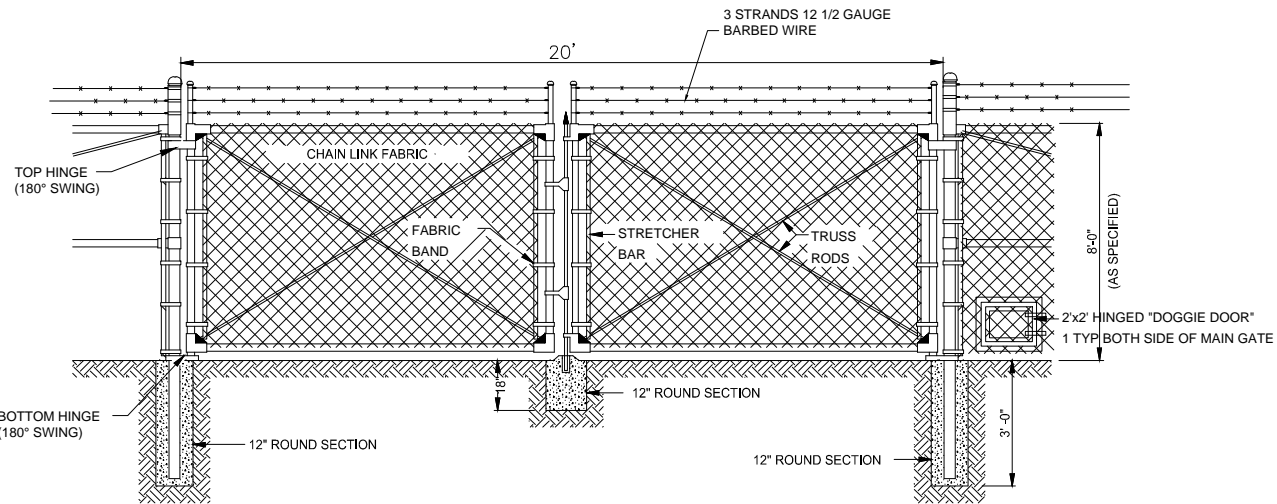 3 STRANDS 12 1/2 GAUGE
BARBED WIRE
20'
CHAIN LINK FABRIC
TOP HINGE
(180° SWING)
FABRIC
BAND
STRETCHER
BAR
TRUSS
RODS
8'-0"
(AS SPECIFIED)
2'x2' HINGED "DOGGIE DOOR"
1 TYP BOTH SIDE OF MAIN GATE
18"
12" ROUND SECTION
BOTTOM HINGE
(180° SWING)
12" ROUND SECTION
12" ROUND SECTION
3' -0"